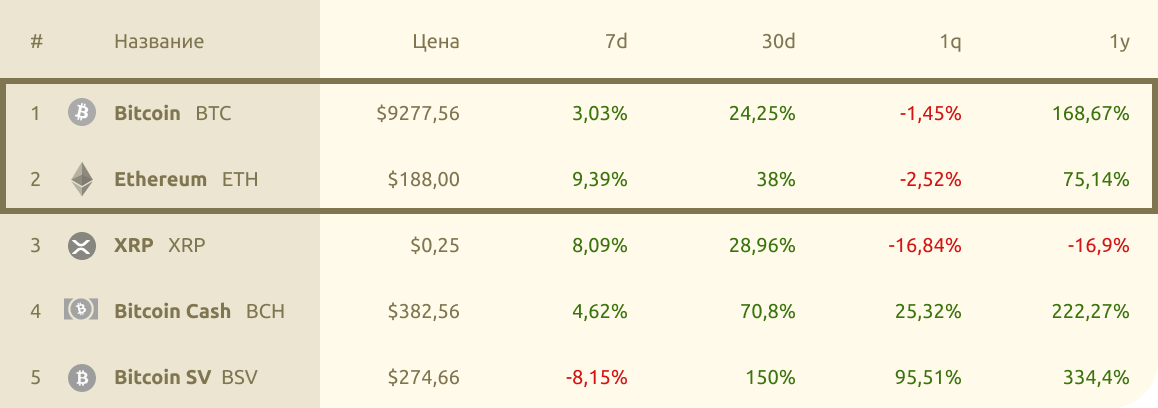 # Название Цена 7d 30d 1q 1y
1 Bitcoin BTC $9277,56 3,03% 24,25% -1,45% 168,67%
2 Ethereum ETH $188,00 9,39% 38% -2,52% 75,14%
3 XRP XRP $0,25 8,09% 28,96% -16,84% -16,9%
4 Bitcoin Cash BCH $382,56 4,62% 70,8% 25,32% 222,27%
5 Bitcoin SV BSV $274,66 -8,15% 150% 95,51% 334,4%